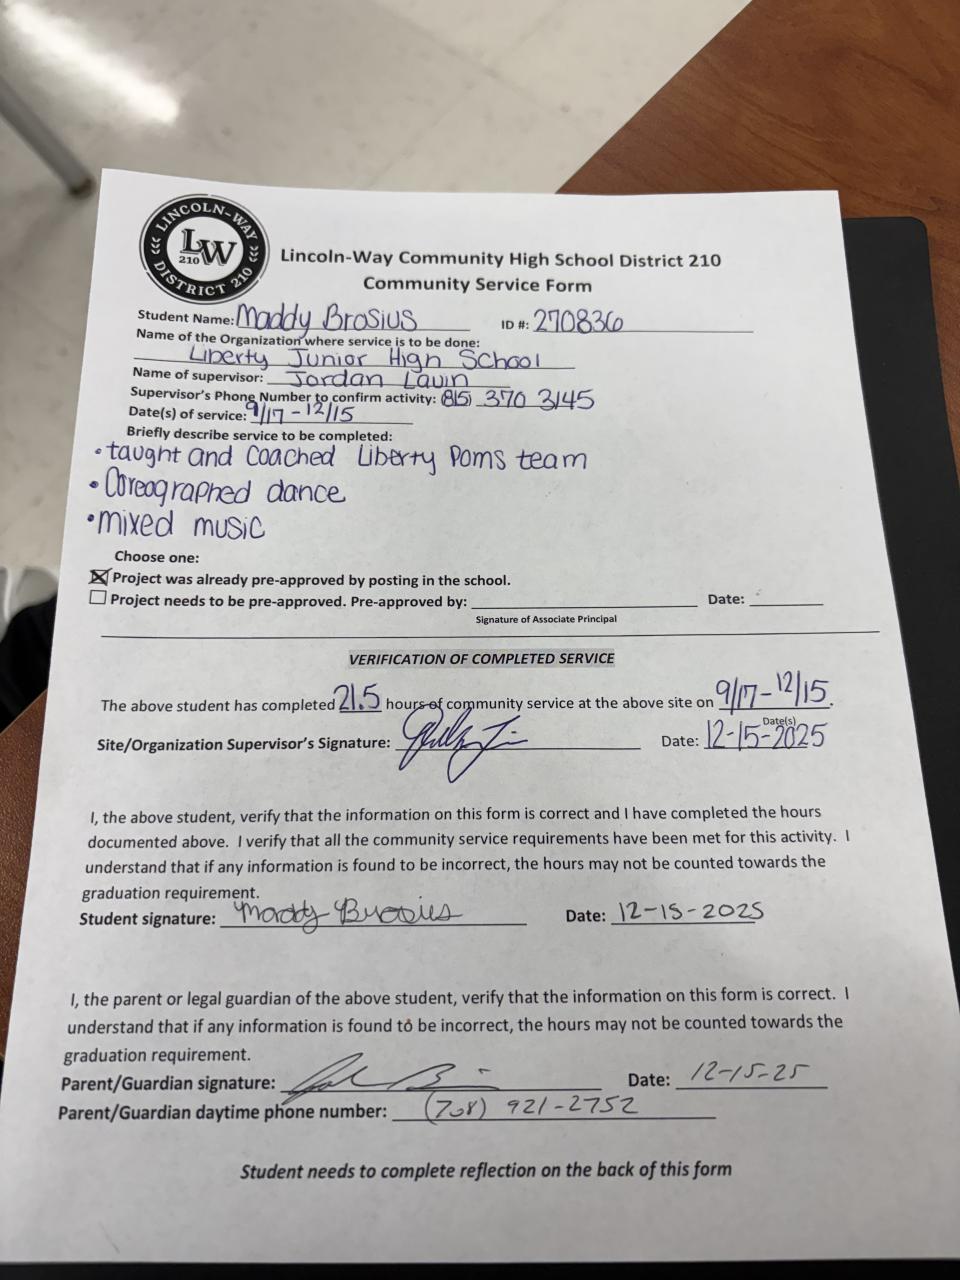 LINCOLN-WAY
LW
210
DISTRICT 210
Lincoln-Way Community High School District 210
Community Service Form
Student Name: Maddy Brosius ID #: 270836
Name of the Organization where service is to be done:
Liberty Junior High School
Name of supervisor: Jordan Lavin
Supervisor's Phone Number to confirm activity: (815) 370 3145
Date(s) of service: 9/17-12/15
Briefly describe service to be completed:
• taught and Coached Liberty Poms team
• Coreographed dance
• mixed music
Choose one:
☒ Project was already pre-approved by posting in the school.
☐ Project needs to be pre-approved. Pre-approved by: Date:
Signature of Associate Principal
VERIFICATION OF COMPLETED SERVICE
The above student has completed 21.5 hours of community service at the above site on 9/17-12/15.
Date(s)
Site/Organization Supervisor's Signature: Date: 12-15-2025
I, the above student, verify that the information on this form is correct and I have completed the hours
documented above. I verify that all the community service requirements have been met for this activity. I
understand that if any information is found to be incorrect, the hours may not be counted towards the
graduation requirement.
Student signature: Maddy Brosius Date: 12-15-2025
I, the parent or legal guardian of the above student, verify that the information on this form is correct. I
understand that if any information is found to be incorrect, the hours may not be counted towards the
graduation requirement.
Parent/Guardian signature: Date: 12-15-25
Parent/Guardian daytime phone number: (708) 921-2752
Student needs to complete reflection on the back of this form